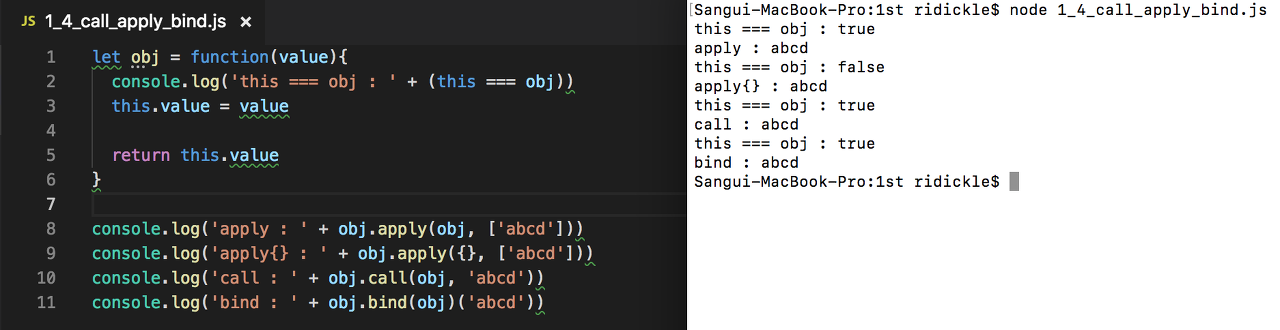 JS 1_4_call_apply_bind.js ×
1 let obj = function(value){
2 console.log('this === obj : ' + (this === obj))
3 this.value = value
4
5 return this.value
6 }
7
8 console.log('apply : ' + obj.apply(obj, ['abcd']))
9 console.log('apply{} : ' + obj.apply({}, ['abcd']))
10 console.log('call : ' + obj.call(obj, 'abcd'))
11 console.log('bind : ' + obj.bind(obj)('abcd'))
[Sangui-MacBook-Pro:1st ridickle$ node 1_4_call_apply_bind.js
this === obj : true
apply : abcd
this === obj : false
apply{} : abcd
this === obj : true
call : abcd
this === obj : true
bind : abcd
Sangui-MacBook-Pro:1st ridickle$